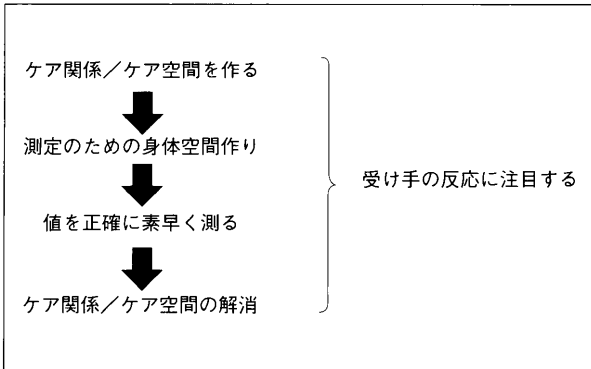 ケア関係／ケア空間を作る
測定のための身体空間作り
値を正確に素早く測る
ケア関係／ケア空間の解消
受け手の反応に注目する